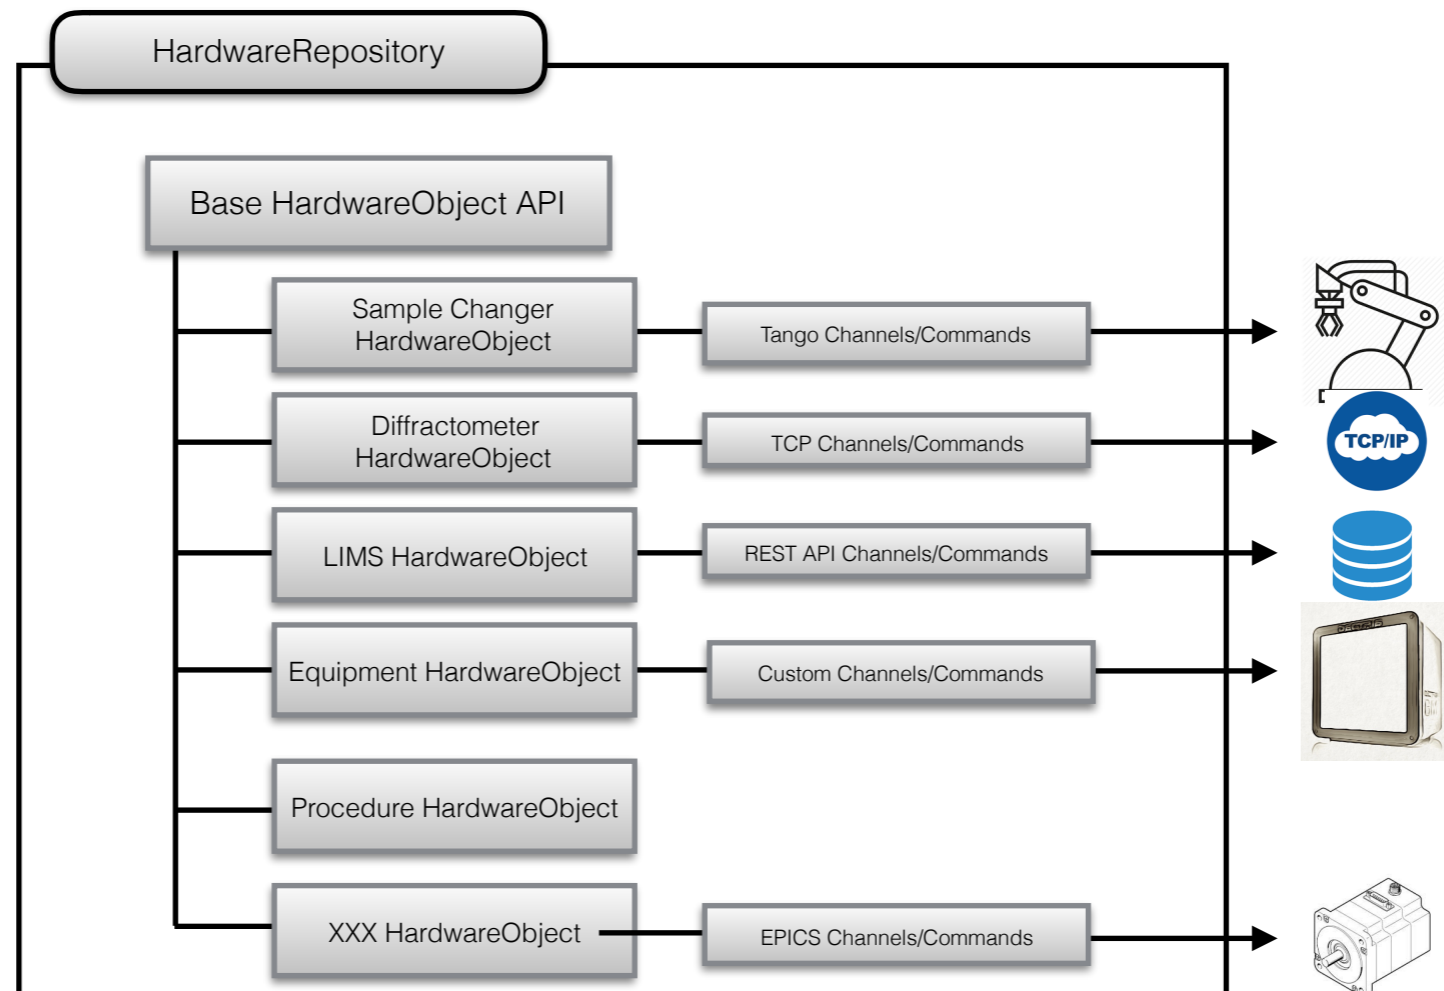 HardwareRepository
Base HardwareObject API
Sample Changer
HardwareObject
Tango Channels/Commands
Diffractometer
HardwareObject
TCP Channels/Commands
TCP/IP
LIMS HardwareObject
REST API Channels/Commands
Equipment HardwareObject
Custom Channels/Commands
Procedure HardwareObject
XXX HardwareObject
EPICS Channels/Commands